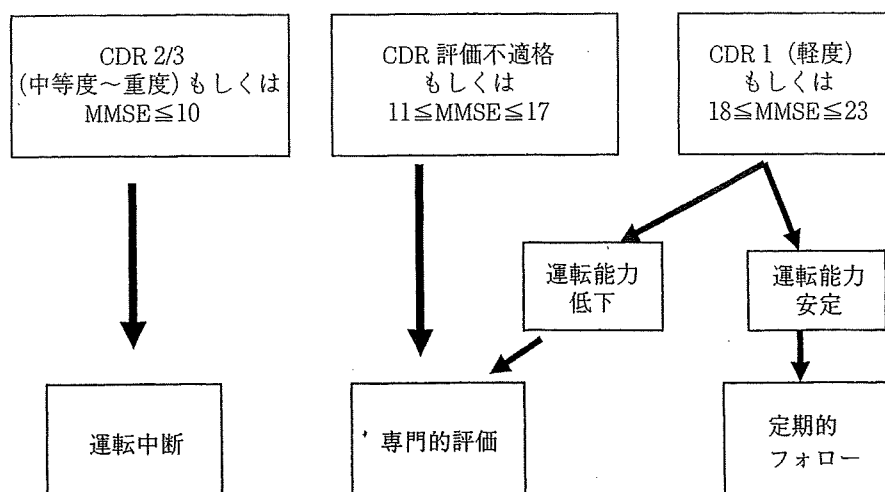 CDR 2/3
(中等度～重度) もしくは
MMSE≦10
CDR 評価不適格
もしくは
11≦MMSE≦17
CDR 1（軽度）
もしくは
18≦MMSE≦23
運転能力
低下
運転能力
安定
運転中断
専門的評価
定期的
フォロー